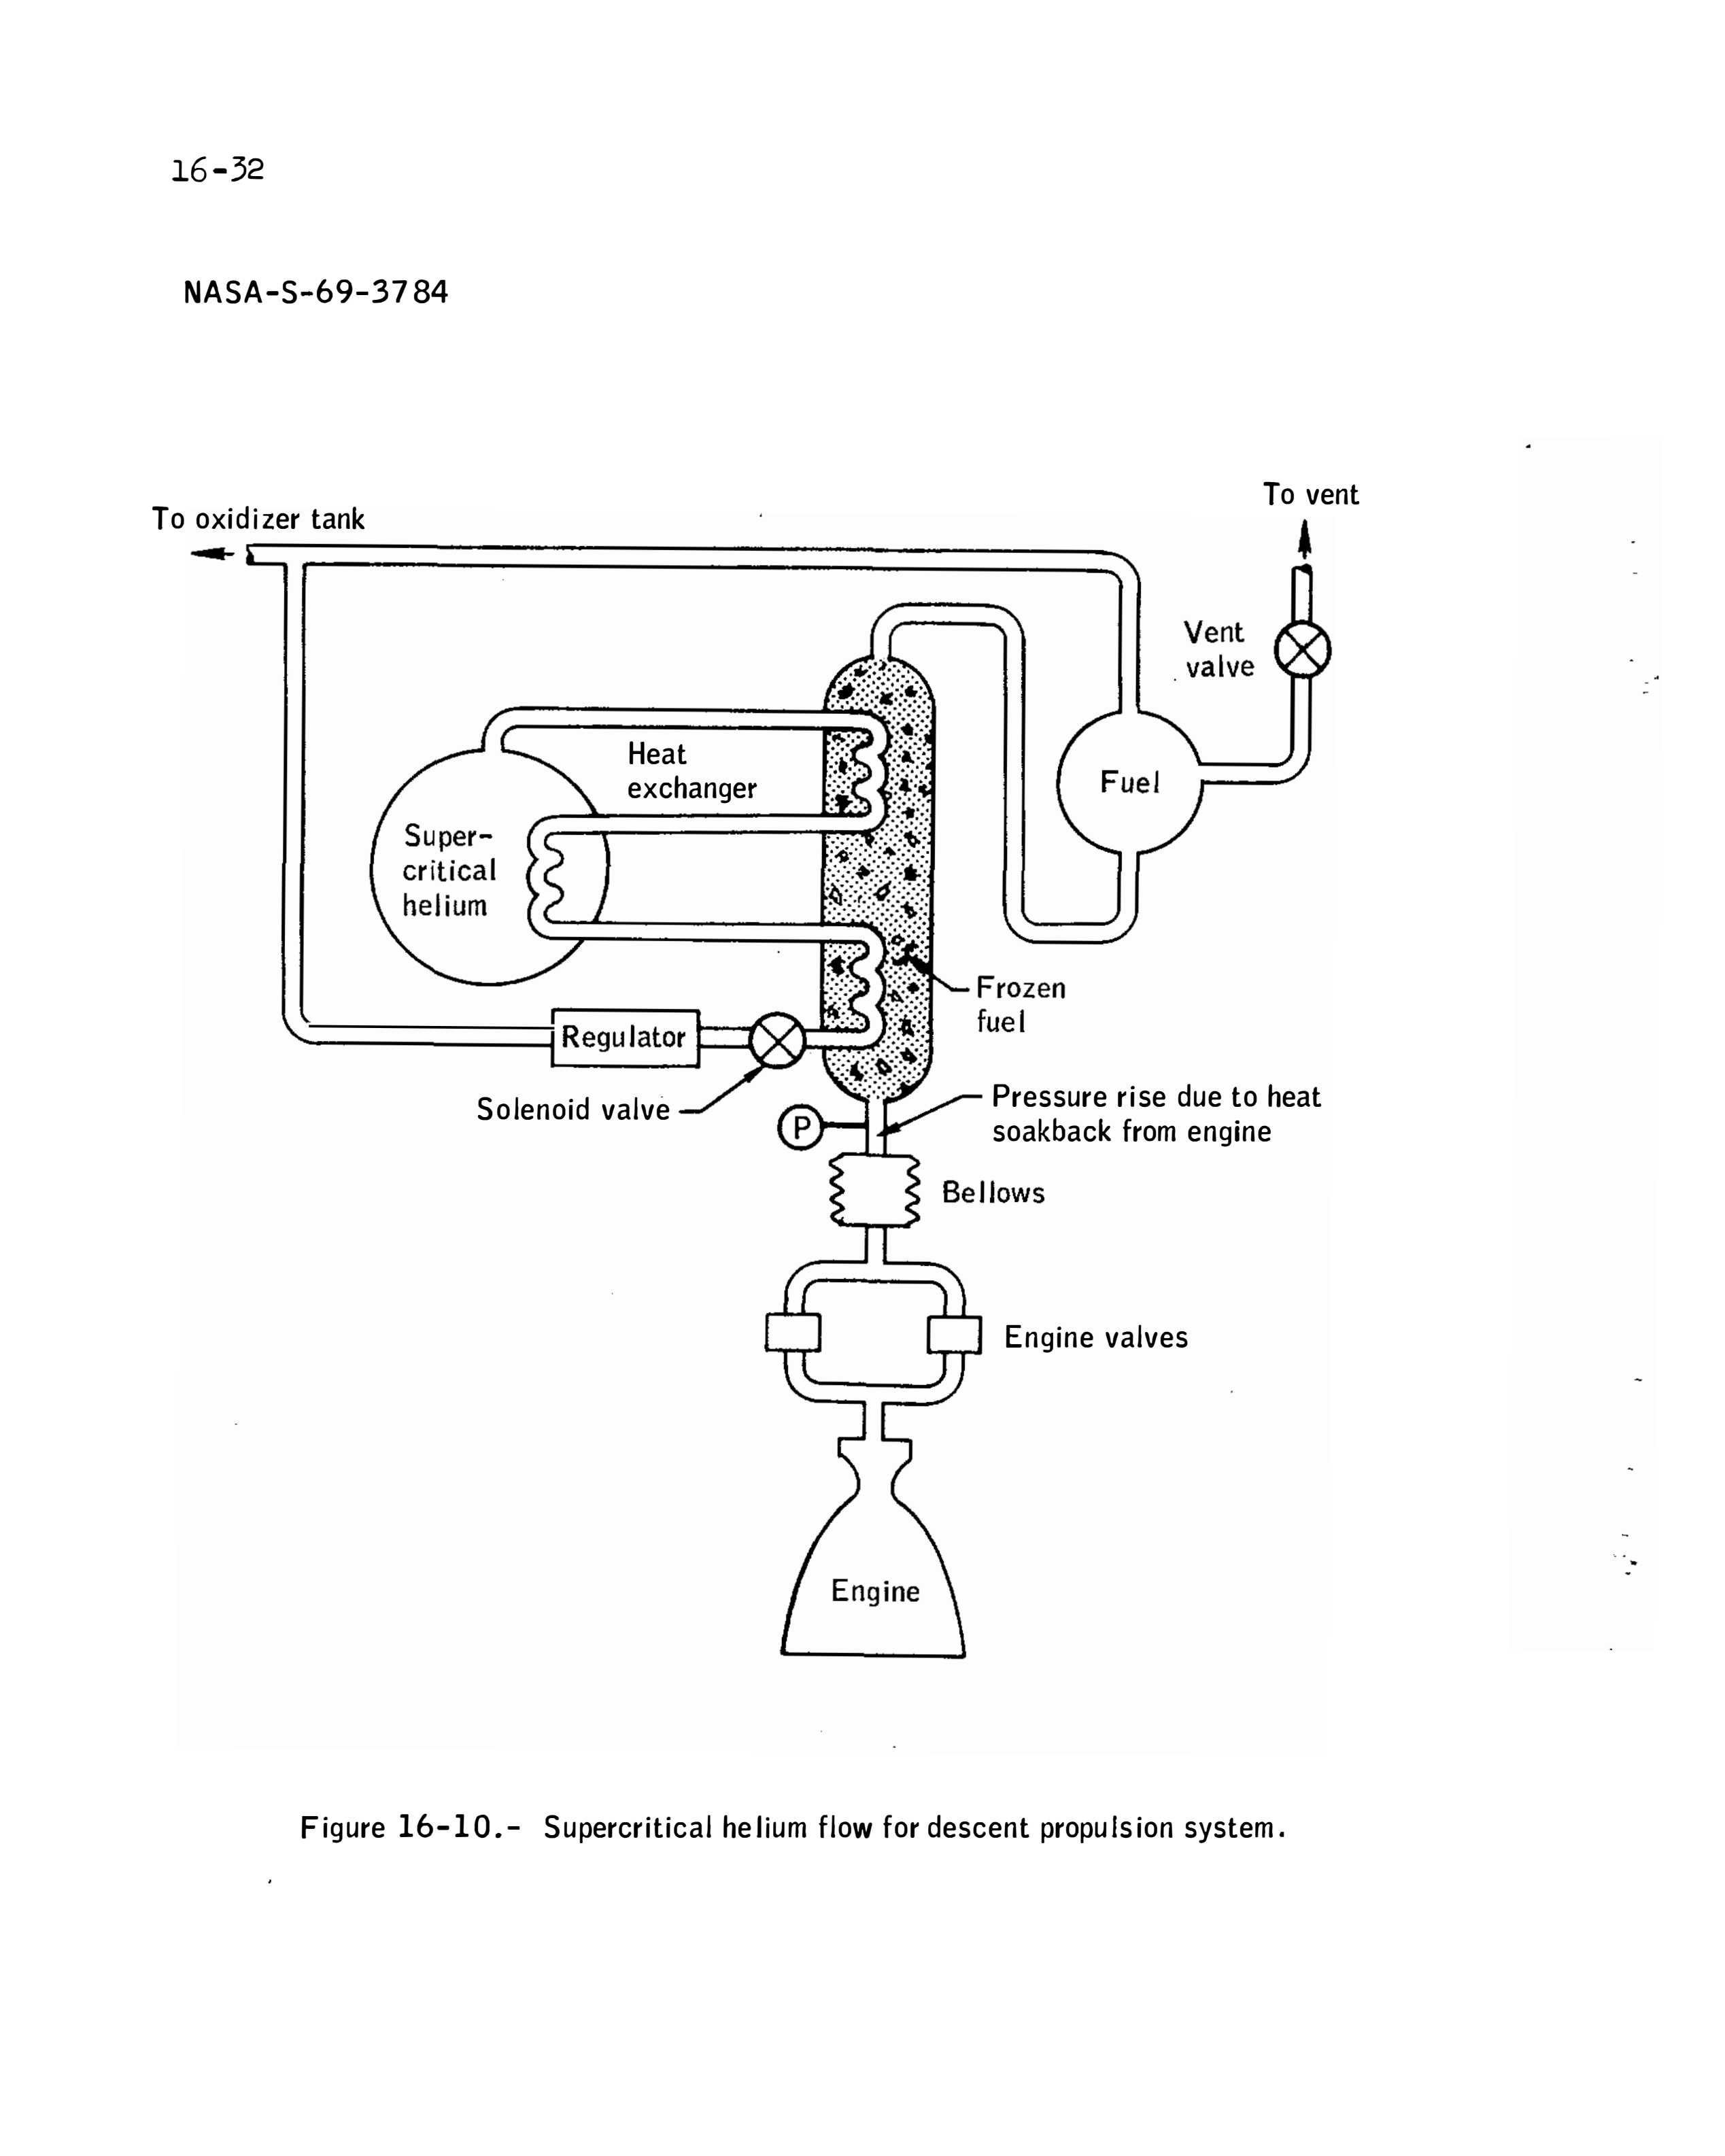 16-32
NASA-S-69-3784
To vent
To oxidizer tank
Vent
valve
Heat
exchanger
Fuel
Super-
critical
helium
Frozen
fuel
Regulator
Solenoid valve
Pressure rise due to heat
soakback from engine
P
Bellows
Engine valves
Engine
Figure 16-10.- Supercritical helium flow for descent propulsion system.